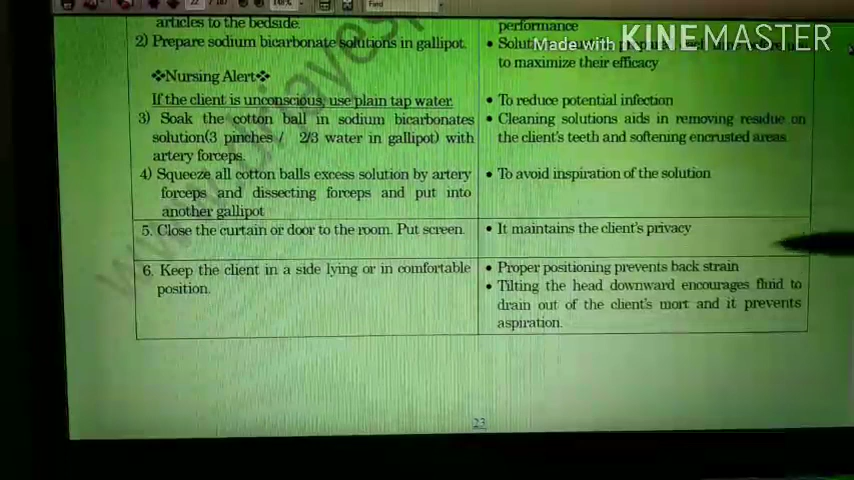 articles to the bedside.
performance
2) Prepare sodium bicarbonate solutions in gallipot.
to maximize their efficacy
Made with KINEMASTER
❖Nursing Alert❖
If the client is unconscious, use plain tap water.
• To reduce potential infection
3) Soak the cotton ball in sodium bicarbonates
solution(3 pinches / 2/3 water in gallipot) with
artery forceps.
• Cleaning solutions aids in removing residue on
the client's teeth and softening encrusted areas.
4) Squeeze all cotton balls excess solution by artery
forceps and dissecting forceps and put into
another gallipot
• To avoid inspiration of the solution
5. Close the curtain or door to the room. Put screen.
• It maintains the client's privacy
6. Keep the client in a side lying or in comfortable
position.
• Proper positioning prevents back strain
• Tilting the head downward encourages fluid to
drain out of the client's mort and it prevents
aspiration.
23